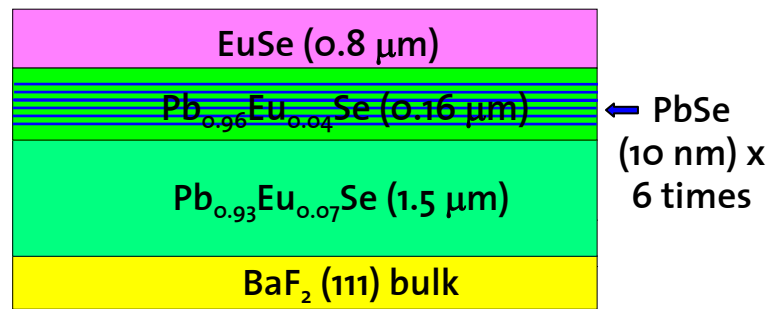 EuSe (0.8 μm)
Pb₀.₉₆Eu₀.₀₄Se (0.16 μm)
PbSe
(10 nm) x
6 times
Pb₀.₉₃Eu₀.₀₇Se (1.5 μm)
BaF₂ (111) bulk